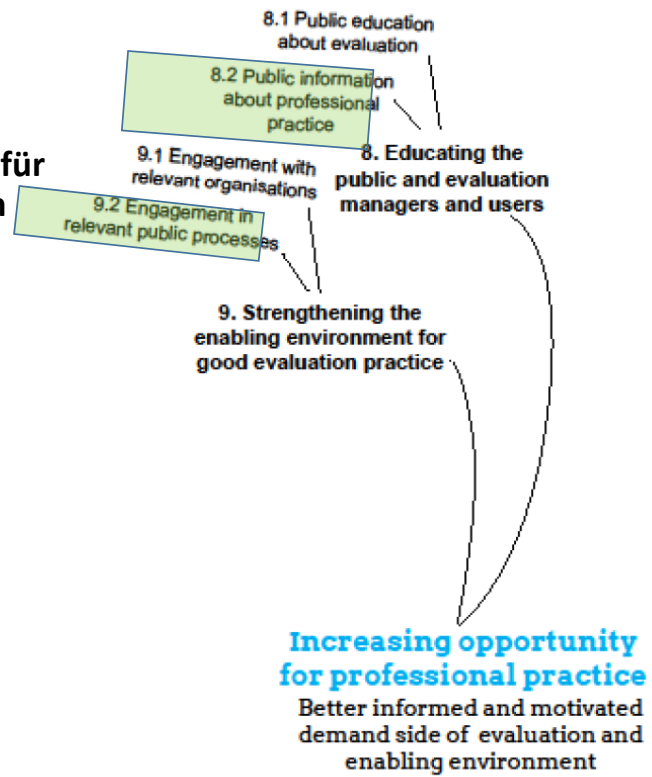 8.1 Public education
about evaluation
8.2 Public information
about professional
practice
für
9.1 Engagement with
relevant organisations
8. Educating the
public and evaluation
managers and users
9.2 Engagement in
relevant public processes
9. Strengthening the
enabling environment for
good evaluation practice
Increasing opportunity
for professional practice
Better informed and motivated
demand side of evaluation and
enabling environment